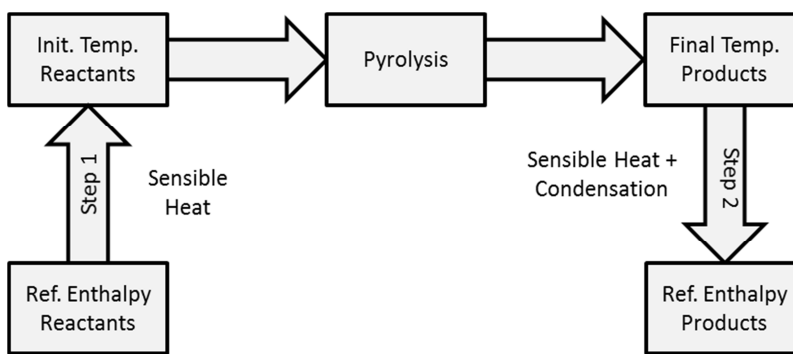 Init. Temp.
Reactants
Pyrolysis
Final Temp.
Products
Step 1
Sensible
Heat
Sensible Heat +
Condensation
Step 2
Ref. Enthalpy
Reactants
Ref. Enthalpy
Products